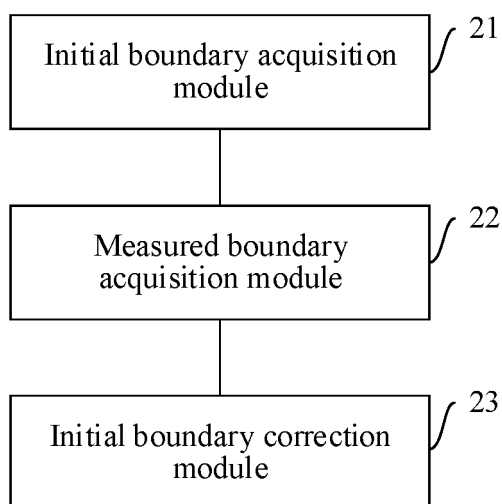 Initial boundary acquisition
module
21
Measured boundary
acquisition module
22
Initial boundary correction
module
23